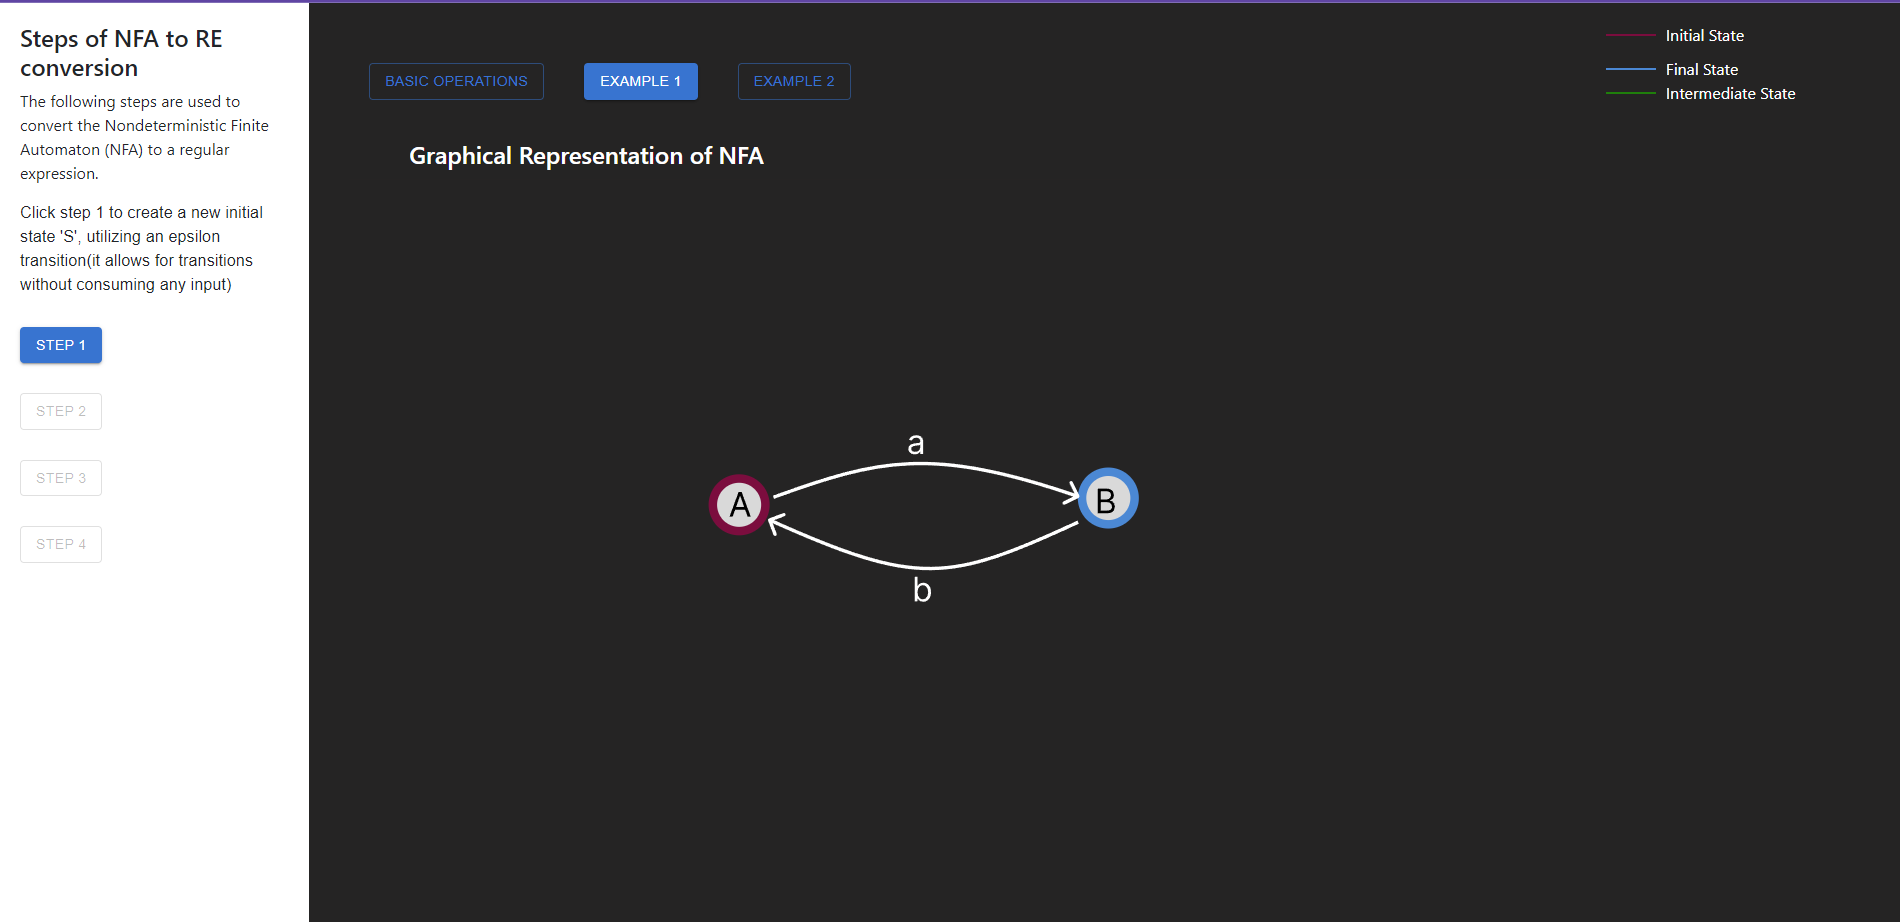 Steps of NFA to RE
conversion
The following steps are used to
convert the Nondeterministic Finite
Automaton (NFA) to a regular
expression.
Click step 1 to create a new initial
state 'S', utilizing an epsilon
transition(it allows for transitions
without consuming any input)
STEP 1
STEP 2
STEP 3
STEP 4
BASIC OPERATIONS
EXAMPLE 1
EXAMPLE 2
Initial State
Final State
Intermediate State
Graphical Representation of NFA
a
A
B
b